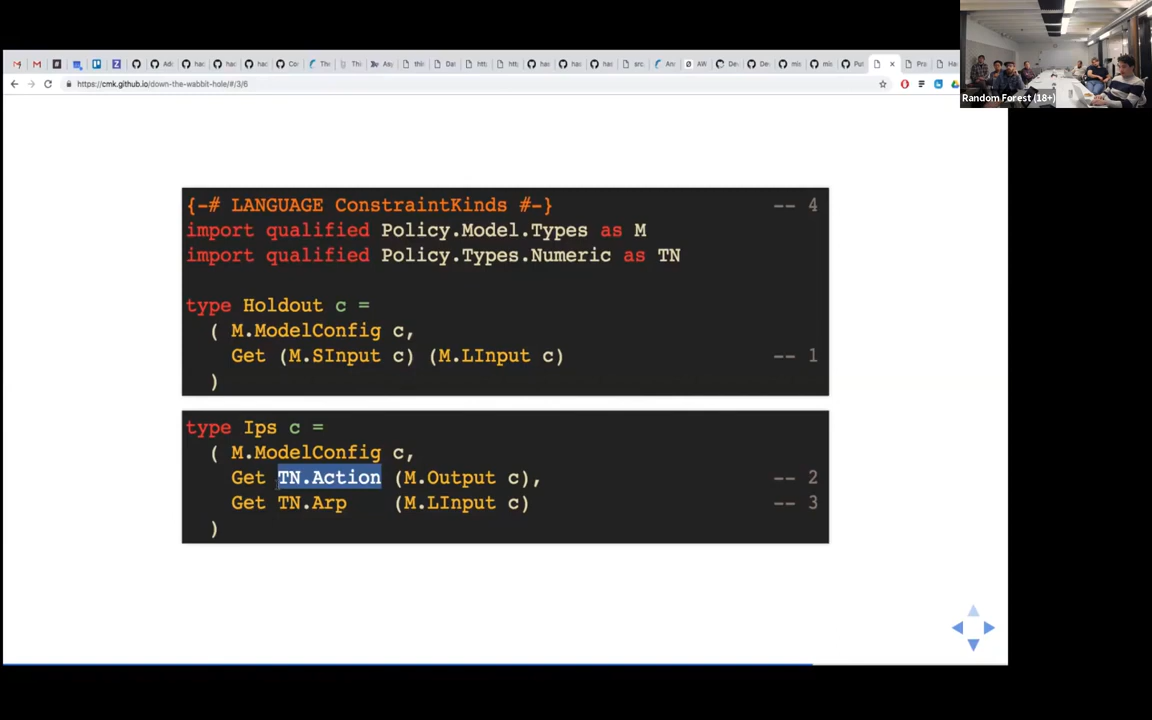 https://cmk.github.io/down-the-wabbit-hole/#/3/6
Random Forest (18+)
{-# LANGUAGE ConstraintKinds #-} -- 4
import qualified Policy.Model.Types as M
import qualified Policy.Types.Numeric as TN
type Holdout c =
( M.ModelConfig c,
Get (M.SInput c) (M.LInput c) -- 1
)
type Ips c =
( M.ModelConfig c,
Get TN.Action (M.Output c), -- 2
Get TN.Arp (M.LInput c) -- 3
)